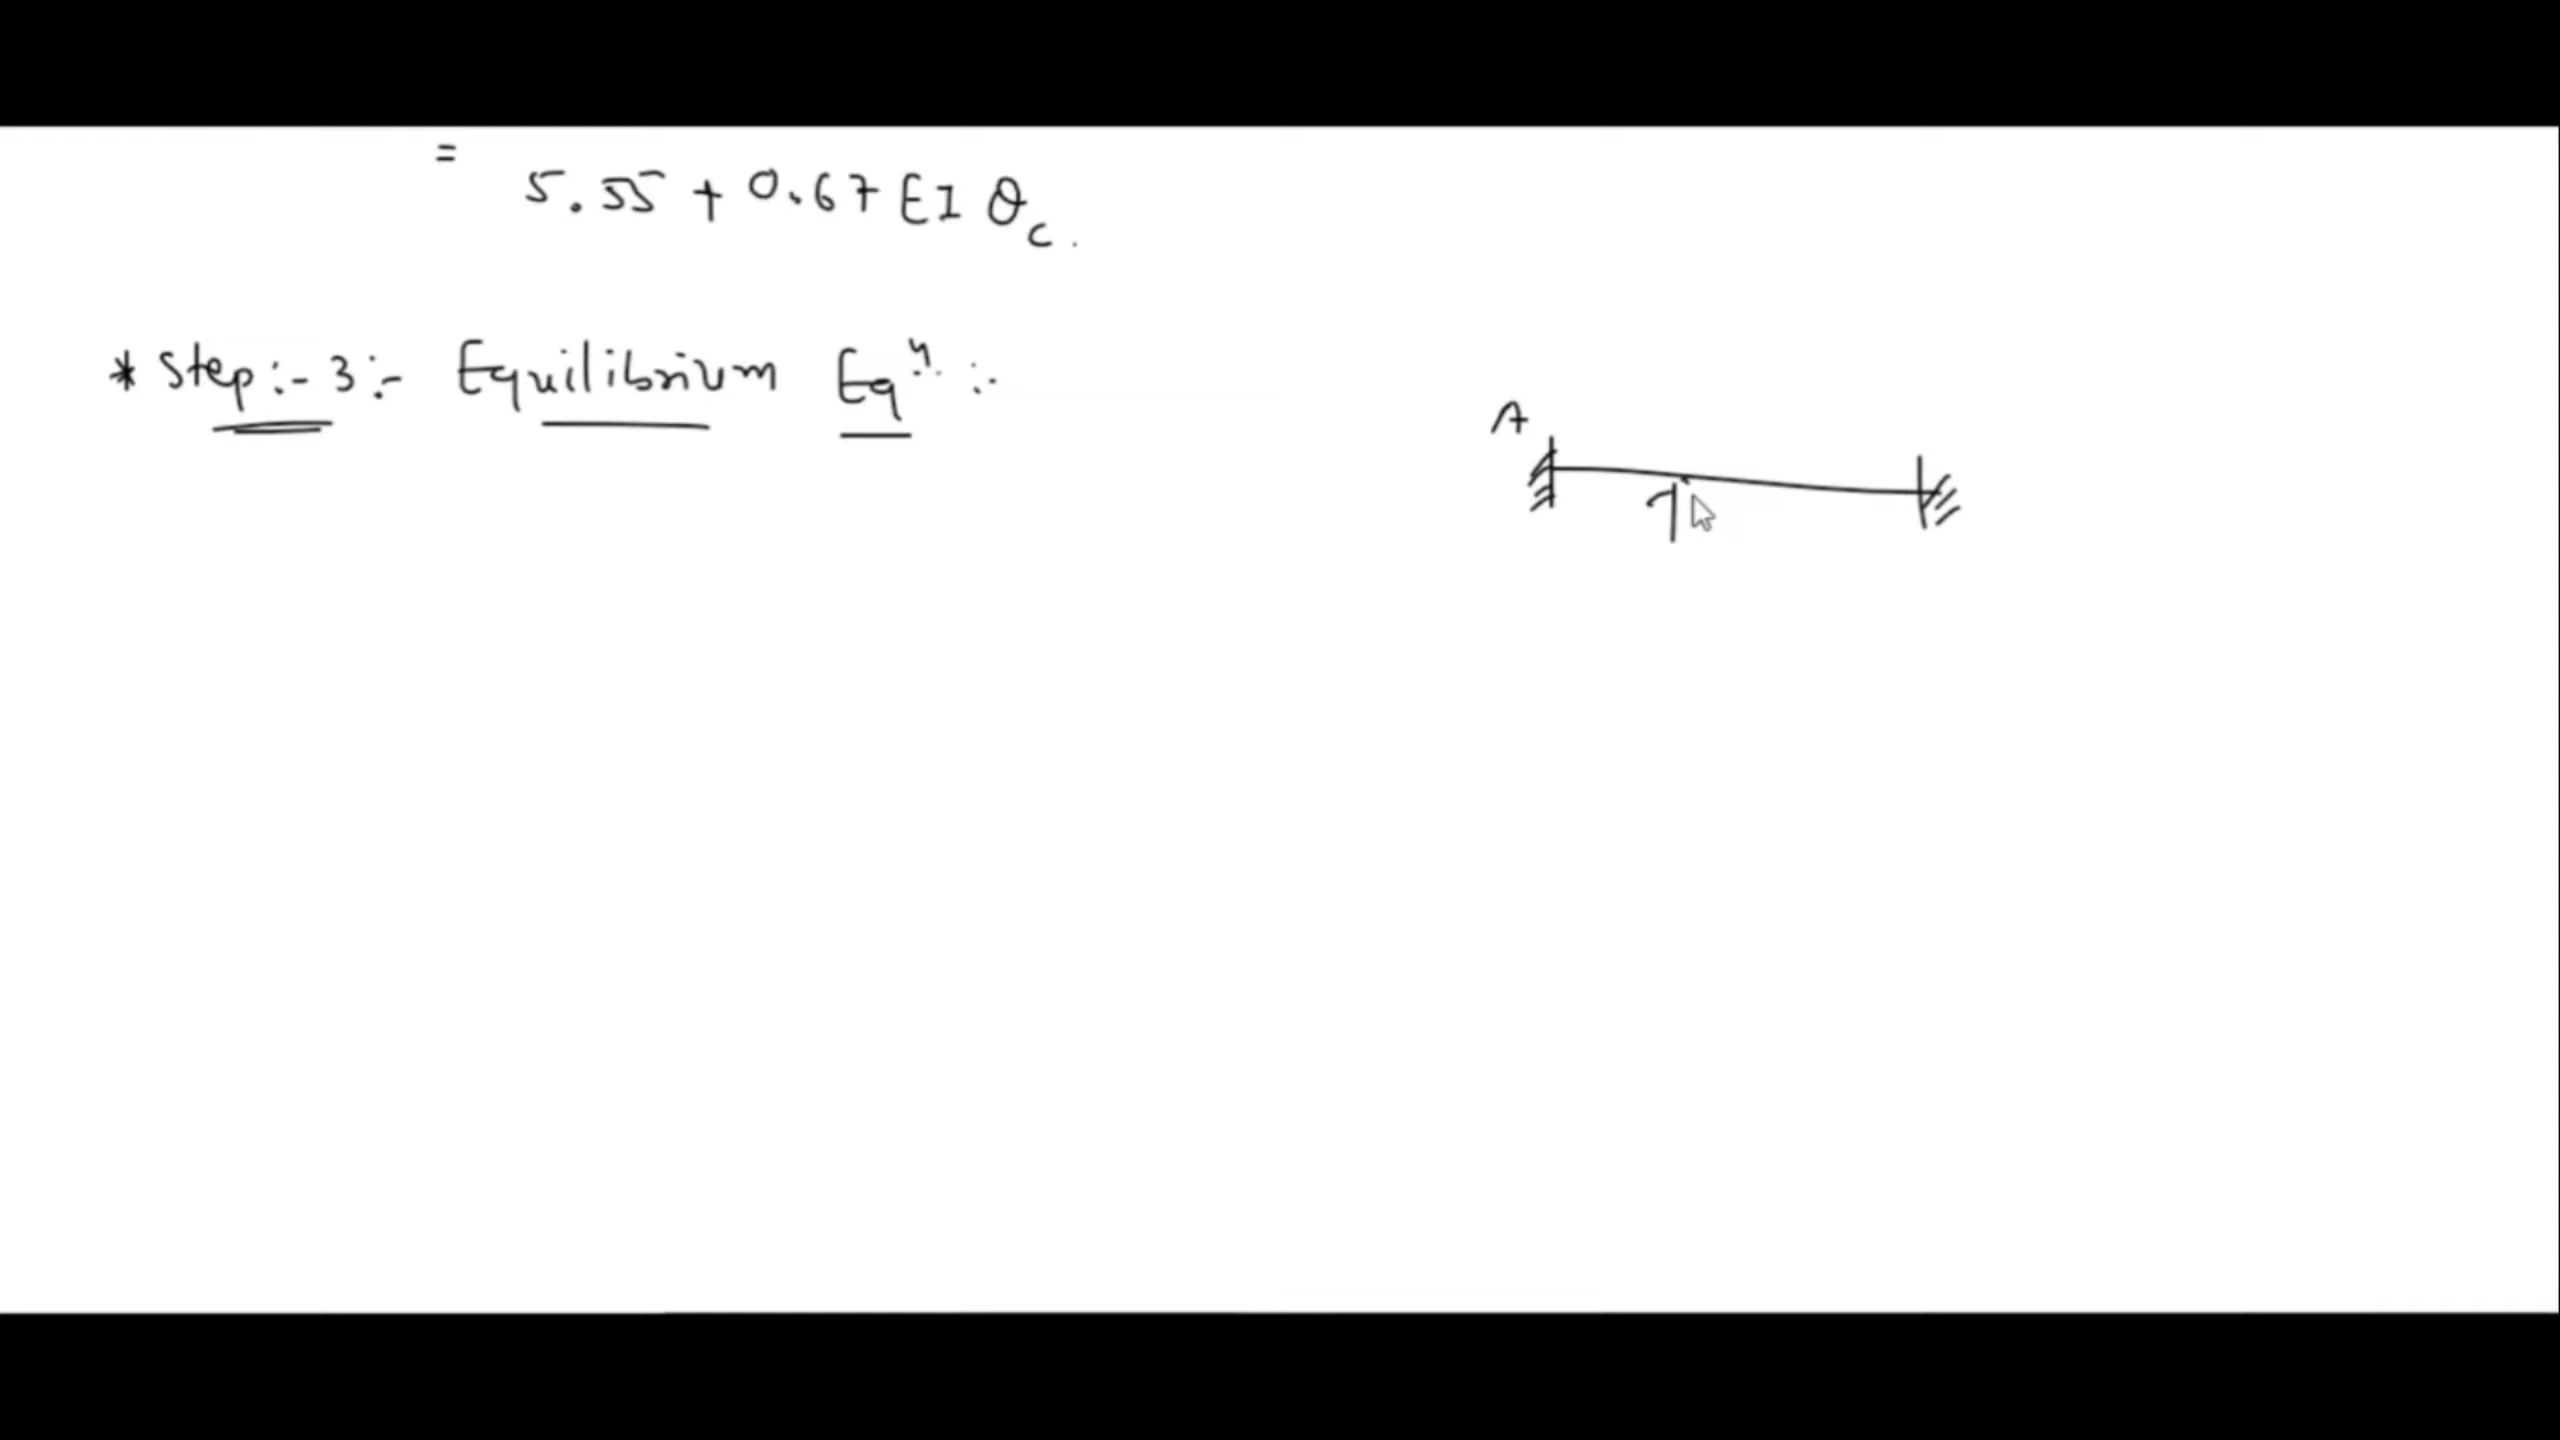 =
5.55 + 0.67 EI θc.
* Step:- 3:- Equilibrium Eqⁿ :-
A